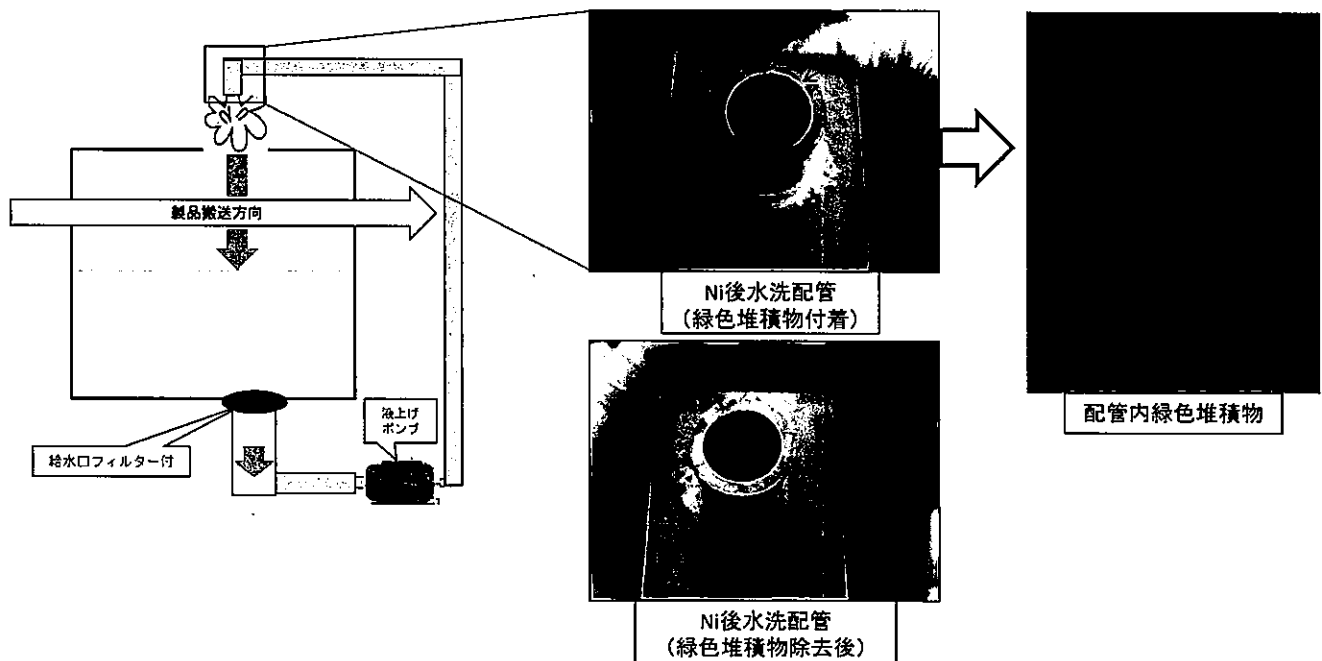 製品搬送方向
給水口フィルター付
液上げ
ポンプ
Ni後水洗配管
（緑色堆積物付着）
Ni後水洗配管
（緑色堆積物除去後）
配管内緑色堆積物